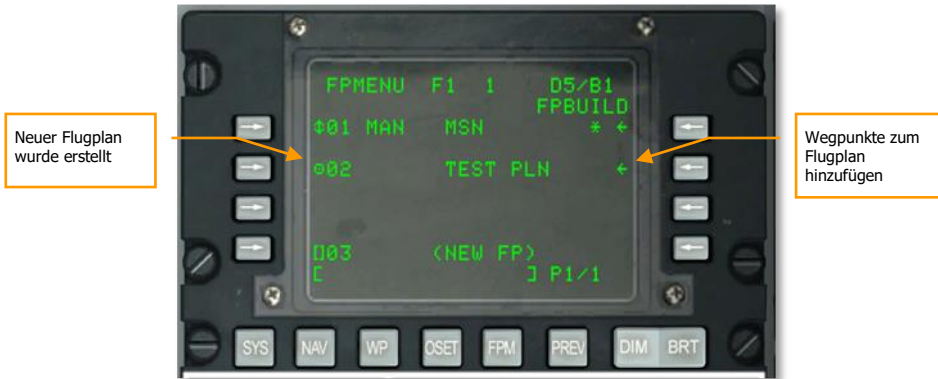 Neuer Flugplan
wurde erstellt
FPMENU F1 1 D5/B1
FPBUILD
01 MAN MSN * ←
02 TEST PLN ←
[]03 (NEW FP)
[ ] P1/1
Wegpunkte zum
Flugplan
hinzufügen
SYS NAV WP OSET FPM PREV DIM BRT